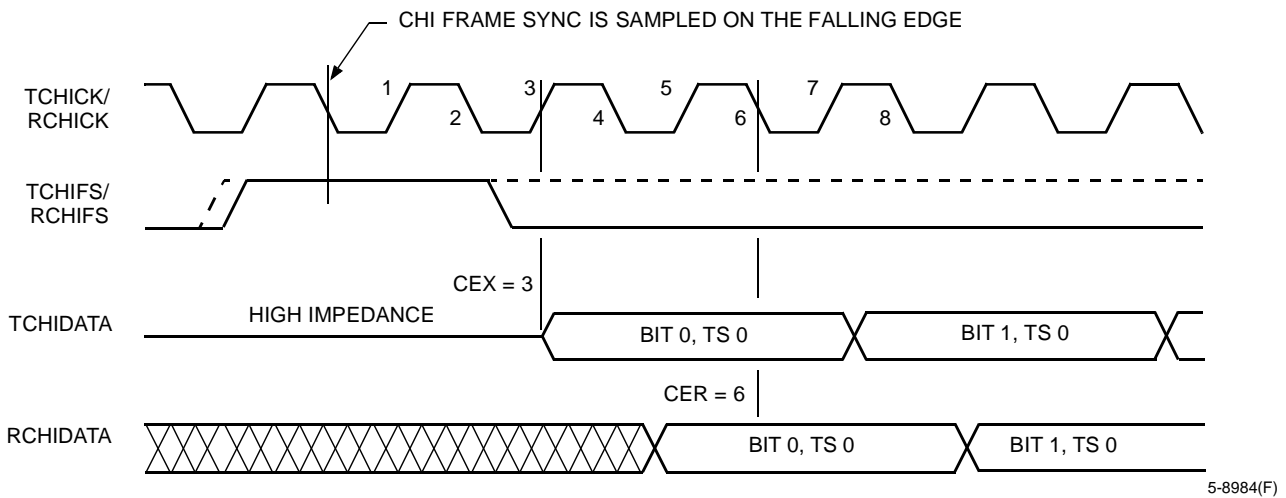 CHI FRAME SYNC IS SAMPLED ON THE FALLING EDGE
TCHICK/
RCHICK
1
2
3
4
5
6
7
8
TCHIFS/
RCHIFS
CEX = 3
TCHIDATA
HIGH IMPEDANCE
BIT 0, TS 0
BIT 1, TS 0
CER = 6
RCHIDATA
BIT 0, TS 0
BIT 1, TS 0
5-8984(F)